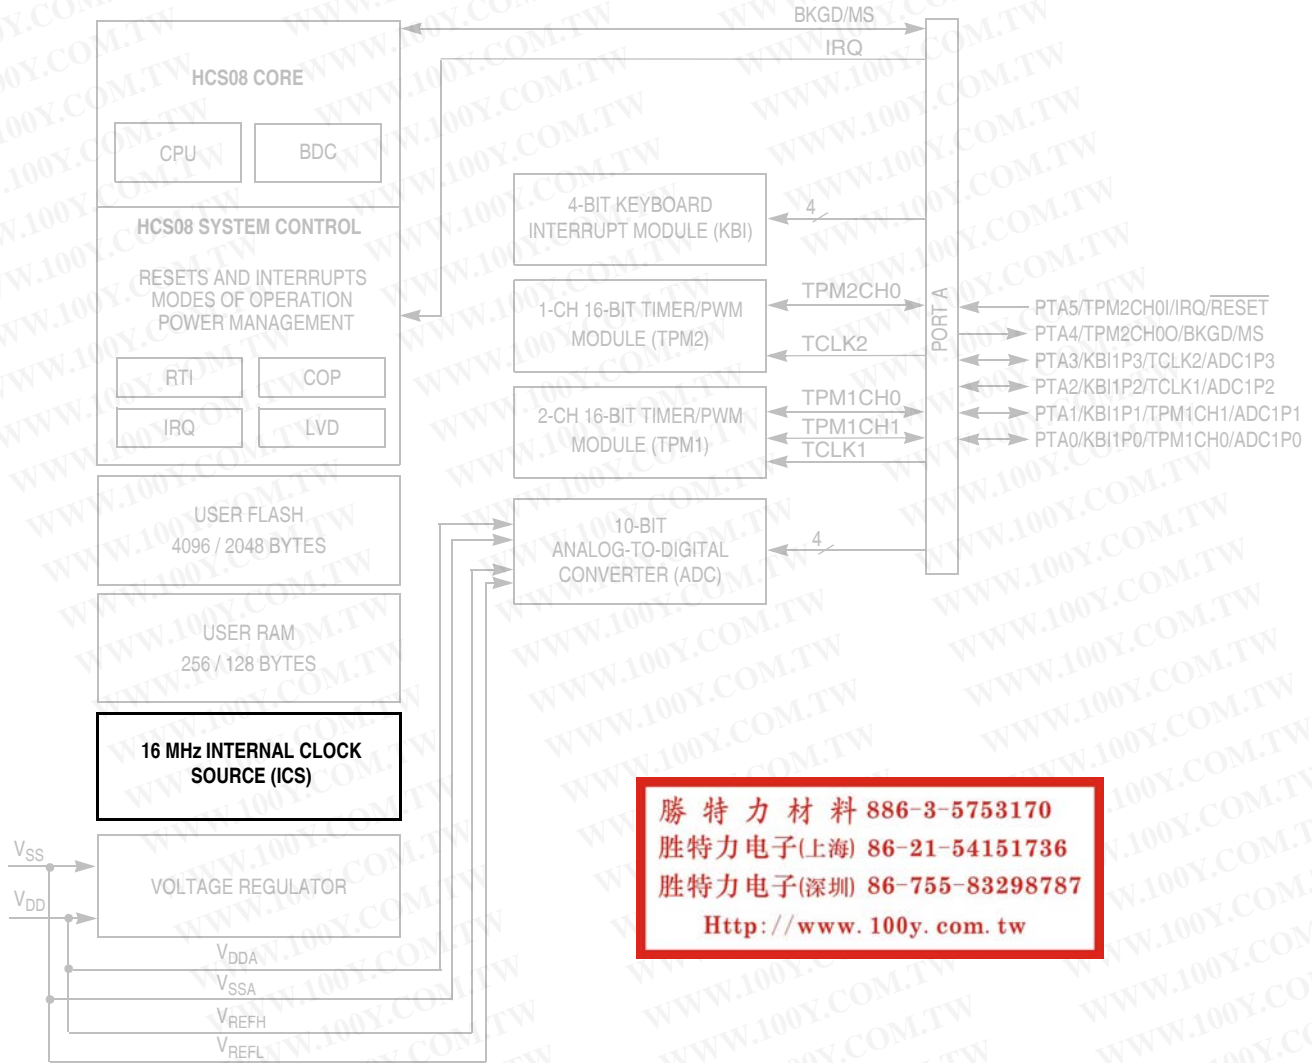 BKGD/MS
IRQ
HCS08 CORE
CPU
BDC
HCS08 SYSTEM CONTROL
RESETS AND INTERRUPTS
MODES OF OPERATION
POWER MANAGEMENT
RTI
COP
IRQ
LVD
USER FLASH
4096 / 2048 BYTES
USER RAM
256 / 128 BYTES
16 MHz INTERNAL CLOCK
SOURCE (ICS)
VOLTAGE REGULATOR
VSS
VDD
VDDA
VSSA
VREFH
VREFL
4-BIT KEYBOARD
INTERRUPT MODULE (KBI)
4
1-CH 16-BIT TIMER/PWM
MODULE (TPM2)
TPM2CH0
TCLK2
2-CH 16-BIT TIMER/PWM
MODULE (TPM1)
TPM1CH0
TPM1CH1
TCLK1
10-BIT
ANALOG-TO-DIGITAL
CONVERTER (ADC)
4
PORT A
PTA5/TPM2CH0I/IRQ/RESET
PTA4/TPM2CH0O/BKGD/MS
PTA3/KBI1P3/TCLK2/ADC1P3
PTA2/KBI1P2/TCLK1/ADC1P2
PTA1/KBI1P1/TPM1CH1/ADC1P1
PTA0/KBI1P0/TPM1CH0/ADC1P0
勝 特 力 材 料 886-3-5753170
胜特力电子(上海) 86-21-54151736
胜特力电子(深圳) 86-755-83298787
Http://www.100y.com.tw
WWW.100Y.COM.TW